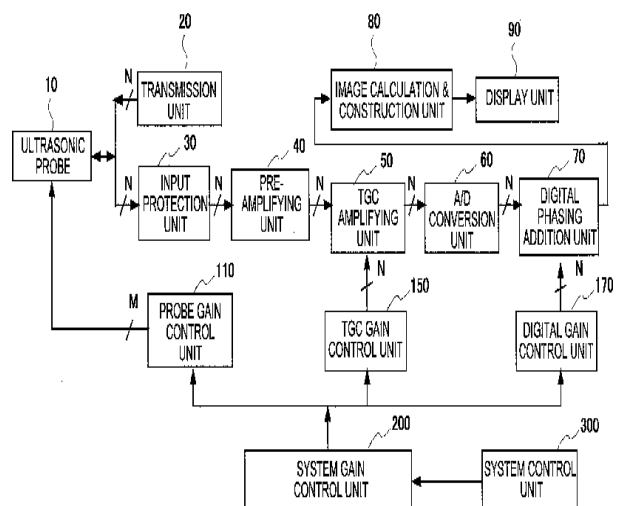 80
90
20
10
N
TRANSMISSION
UNIT
IMAGE CALCULATION &
CONSTRUCTION UNIT
DISPLAY UNIT
ULTRASONIC
PROBE
30
40
50
60
70
N
INPUT
PROTECTION
UNIT
N
PRE-
AMPLIFYING
UNIT
N
TGC
AMPLIFYING
UNIT
N
A/D
CONVERSION
UNIT
N
DIGITAL
PHASING
ADDITION UNIT
M
110
N
150
N
170
PROBE GAIN
CONTROL
UNIT
TGC GAIN
CONTROL UNIT
DIGITAL GAIN
CONTROL UNIT
200
300
SYSTEM GAIN
CONTROL UNIT
SYSTEM CONTROL
UNIT